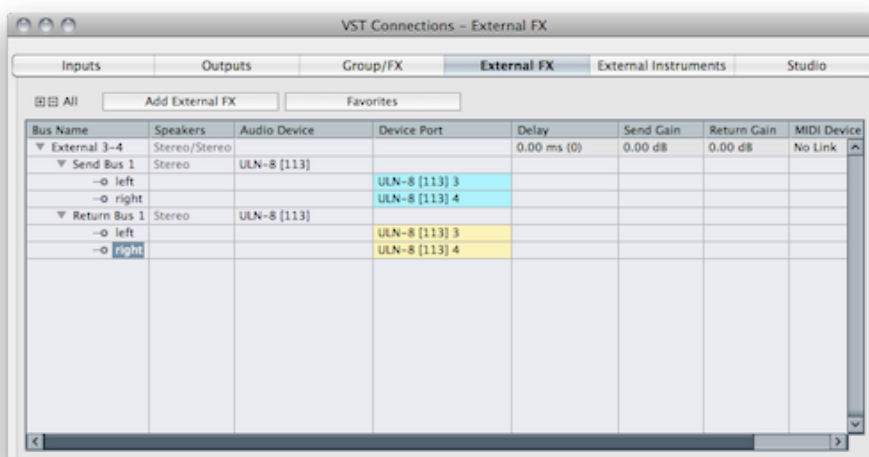 VST Connections – External FX
Inputs Outputs Group/FX External FX External Instruments Studio
All Add External FX Favorites
Bus Name Speakers Audio Device Device Port Delay Send Gain Return Gain MIDI Device
External 3-4 Stereo/Stereo 0.00 ms (0) 0.00 dB 0.00 dB No Link
Send Bus 1 Stereo ULN-8 [113]
left ULN-8 [113] 3
right ULN-8 [113] 4
Return Bus 1 Stereo ULN-8 [113]
left ULN-8 [113] 3
right ULN-8 [113] 4